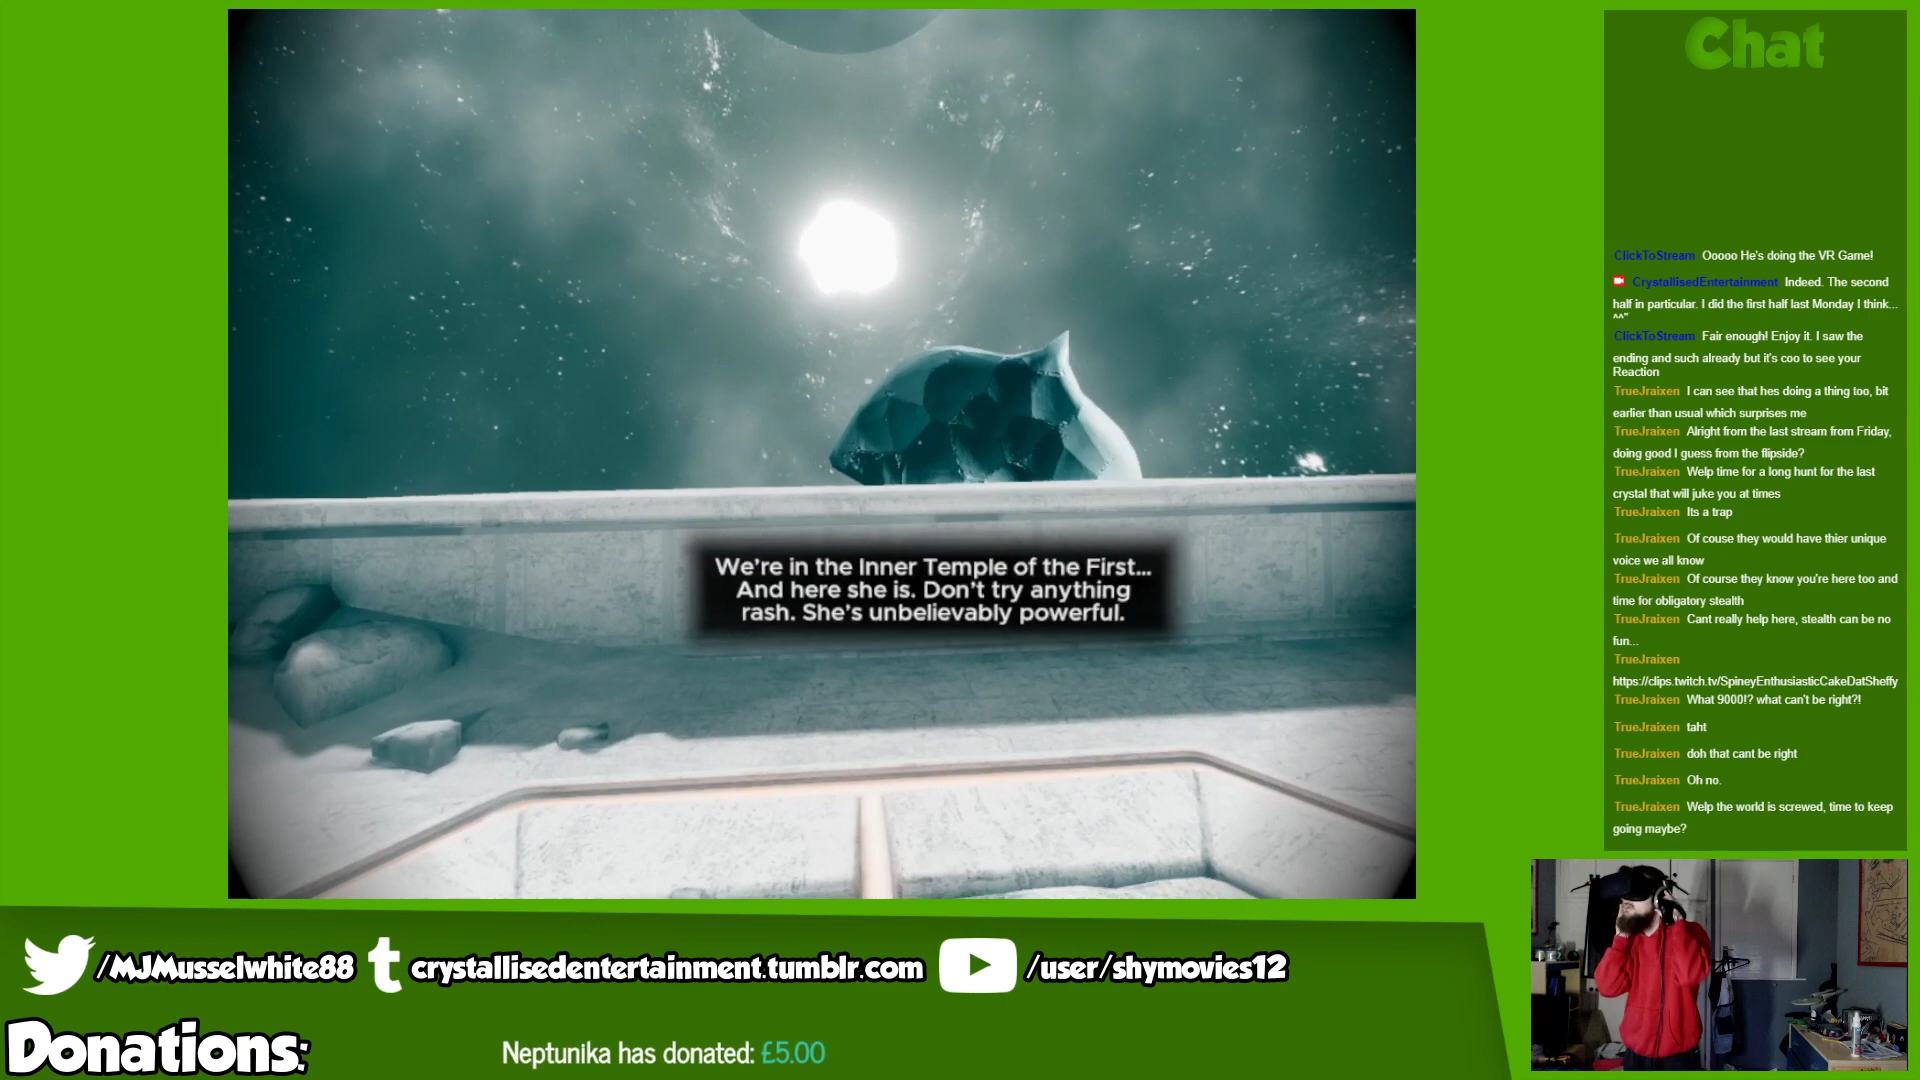 Chat
ClickToStream Ooooo He's doing the VR Game!
CrystallisedEntertainment Indeed. The second
half in particular. I did the first half last Monday I think...
^^"
ClickToStream Fair enough! Enjoy it. I saw the
ending and such already but it's coo to see your
Reaction
TrueJraixen I can see that hes doing a thing too, bit
earlier than usual which surprises me
TrueJraixen Alright from the last stream from Friday,
doing good I guess from the flipside?
TrueJraixen Welp time for a long hunt for the last
crystal that will juke you at times
TrueJraixen Its a trap
TrueJraixen Of couse they would have thier unique
voice we all know
TrueJraixen Of course they know you're here too and
time for obligatory stealth
TrueJraixen Cant really help here, stealth can be no
fun...
TrueJraixen
https://clips.twitch.tv/SpineyEnthusiasticCakeDatSheffy
TrueJraixen What 9000!? what can't be right?!
TrueJraixen taht
TrueJraixen doh that cant be right
TrueJraixen Oh no.
TrueJraixen Welp the world is screwed, time to keep
going maybe?
We're in the Inner Temple of the First...
And here she is. Don't try anything
rash. She's unbelievably powerful.
/MJMusselwhite88 crystallisedentertainment.tumblr.com /user/shymovies12
Donations:
Neptunika has donated: £5.00